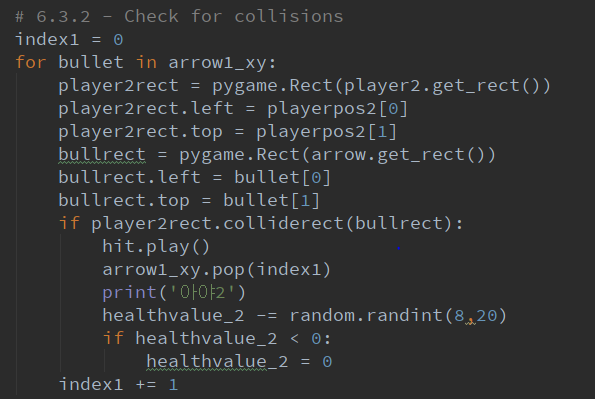 # 6.3.2 - Check for collisions
index1 = 0
for bullet in arrow1_xy:
    player2rect = pygame.Rect(player2.get_rect())
    player2rect.left = playerpos2[0]
    player2rect.top = playerpos2[1]
    bullrect = pygame.Rect(arrow.get_rect())
    bullrect.left = bullet[0]
    bullrect.top = bullet[1]
    if player2rect.colliderect(bullrect):
        hit.play()
        arrow1_xy.pop(index1)
        print('아야2')
        healthvalue_2 -= random.randint(8,20)
        if healthvalue_2 < 0:
            healthvalue_2 = 0
    index1 += 1